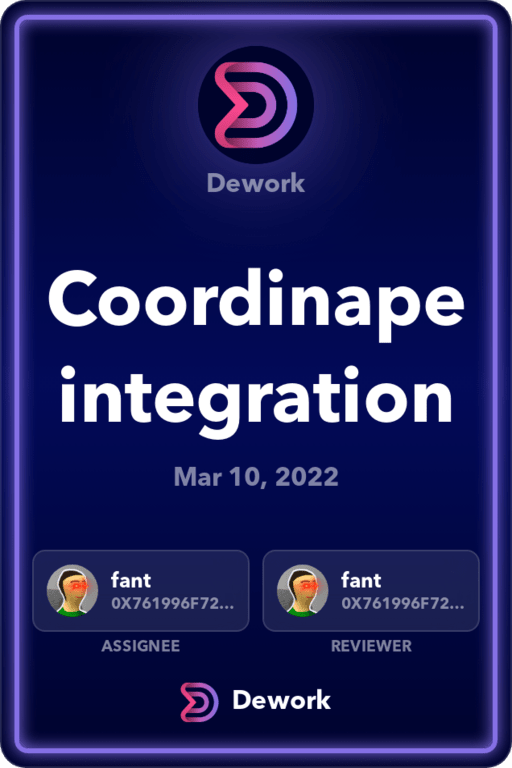 Dework
Coordinape
integration
Mar 10, 2022
fant
0X761996F72...
ASSIGNEE
fant
0X761996F72...
REVIEWER
Dework